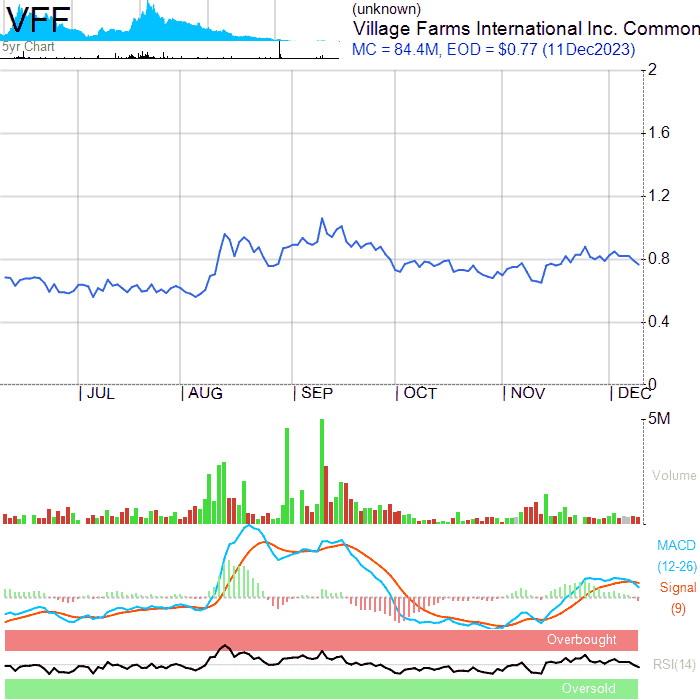 VFF
(unknown)
Village Farms International Inc. Common
MC = 84.4M, EOD = $0.77 (11Dec2023)
5yr Chart
2
1.6
1.2
0.8
0.4
0
JUL AUG SEP OCT NOV DEC
5M
Volume
MACD
(12-26)
Signal
(9)
Overbought
RSI(14)
Oversold